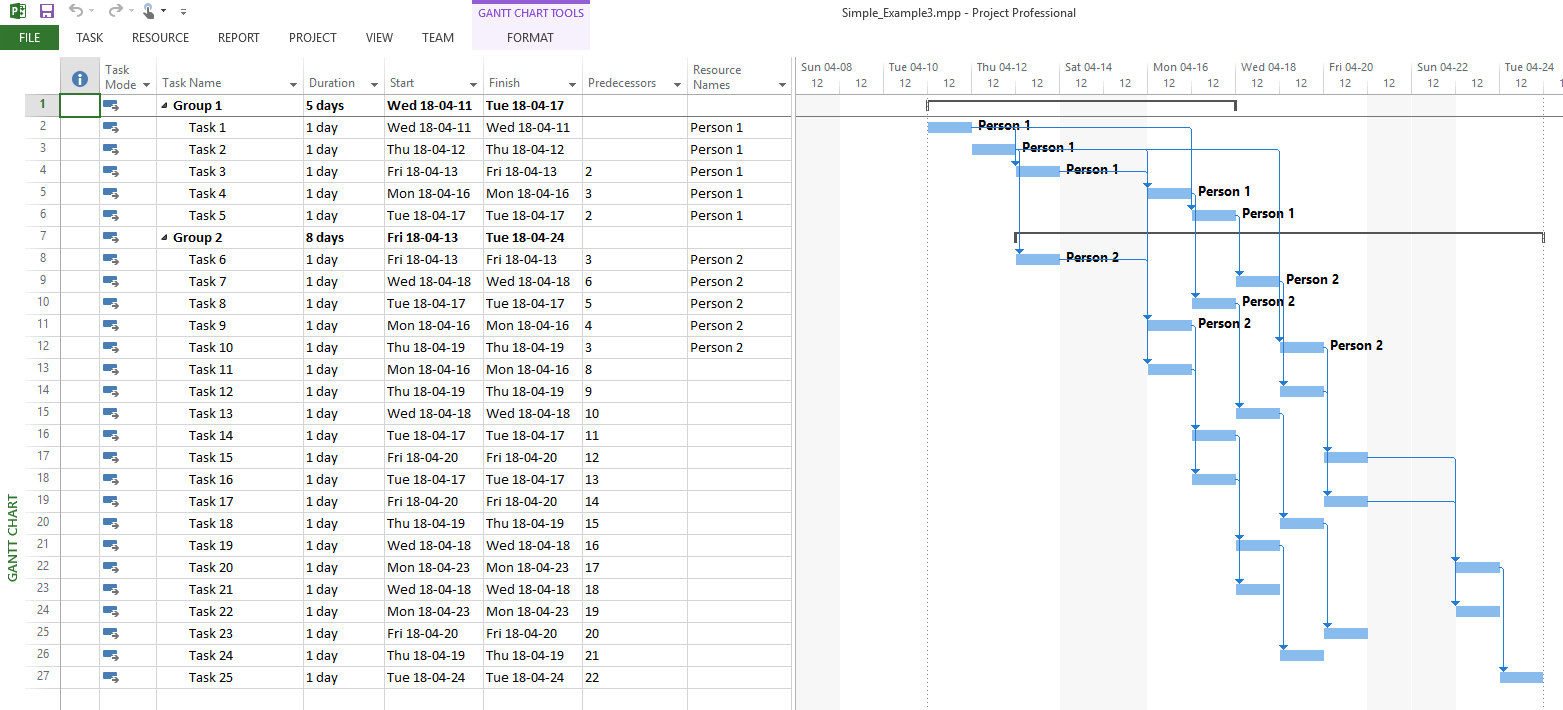 Simple_Example3.mpp - Project Professional
GANTT CHART TOOLS
FILE TASK RESOURCE REPORT PROJECT VIEW TEAM FORMAT
Task Mode Task Name Duration Start Finish Predecessors Resource Names
Sun 04-08 Tue 04-10 Thu 04-12 Sat 04-14 Mon 04-16 Wed 04-18 Fri 04-20 Sun 04-22 Tue 04-24
12 12 12 12 12 12 12 12 12 12 12 12 12 12 12 12 12 1
1 Group 1 5 days Wed 18-04-11 Tue 18-04-17
2 Task 1 1 day Wed 18-04-11 Wed 18-04-11 Person 1 Person 1
3 Task 2 1 day Thu 18-04-12 Thu 18-04-12 Person 1 Person 1
4 Task 3 1 day Fri 18-04-13 Fri 18-04-13 2 Person 1 Person 1
5 Task 4 1 day Mon 18-04-16 Mon 18-04-16 3 Person 1 Person 1
6 Task 5 1 day Tue 18-04-17 Tue 18-04-17 2 Person 1 Person 1
7 Group 2 8 days Fri 18-04-13 Tue 18-04-24
8 Task 6 1 day Fri 18-04-13 Fri 18-04-13 3 Person 2 Person 2
9 Task 7 1 day Wed 18-04-18 Wed 18-04-18 6 Person 2 Person 2
10 Task 8 1 day Tue 18-04-17 Tue 18-04-17 5 Person 2 Person 2
11 Task 9 1 day Mon 18-04-16 Mon 18-04-16 4 Person 2 Person 2
12 Task 10 1 day Thu 18-04-19 Thu 18-04-19 3 Person 2 Person 2
13 Task 11 1 day Mon 18-04-16 Mon 18-04-16 8
14 Task 12 1 day Thu 18-04-19 Thu 18-04-19 9
15 Task 13 1 day Wed 18-04-18 Wed 18-04-18 10
16 Task 14 1 day Tue 18-04-17 Tue 18-04-17 11
17 Task 15 1 day Fri 18-04-20 Fri 18-04-20 12
18 Task 16 1 day Tue 18-04-17 Tue 18-04-17 13
19 Task 17 1 day Fri 18-04-20 Fri 18-04-20 14
20 Task 18 1 day Thu 18-04-19 Thu 18-04-19 15
21 Task 19 1 day Wed 18-04-18 Wed 18-04-18 16
22 Task 20 1 day Mon 18-04-23 Mon 18-04-23 17
23 Task 21 1 day Wed 18-04-18 Wed 18-04-18 18
24 Task 22 1 day Mon 18-04-23 Mon 18-04-23 19
25 Task 23 1 day Fri 18-04-20 Fri 18-04-20 20
26 Task 24 1 day Thu 18-04-19 Thu 18-04-19 21
27 Task 25 1 day Tue 18-04-24 Tue 18-04-24 22
GANTT CHART